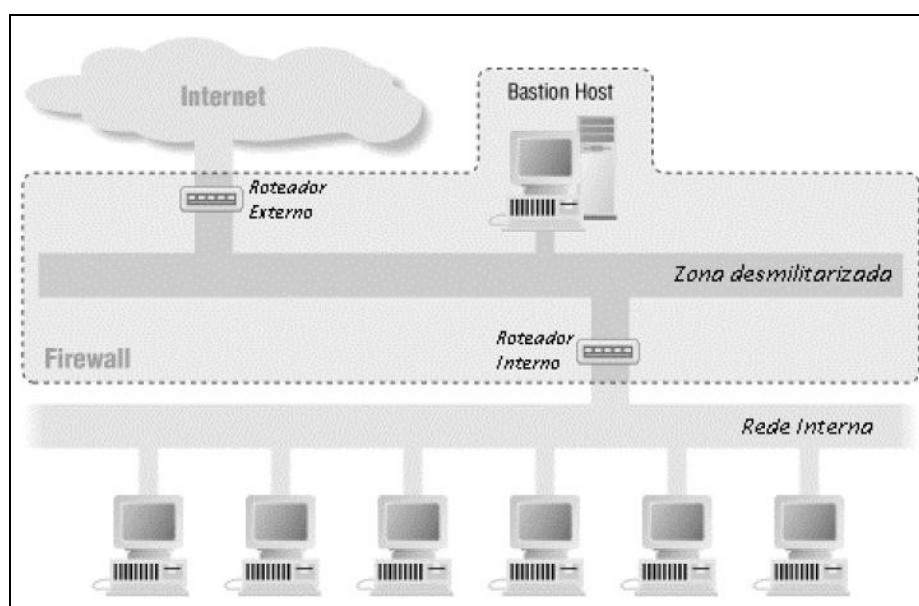 Internet
Bastion Host
Roteador
Externo
Zona desmilitarizada
Roteador
Interno
Firewall
Rede Interna